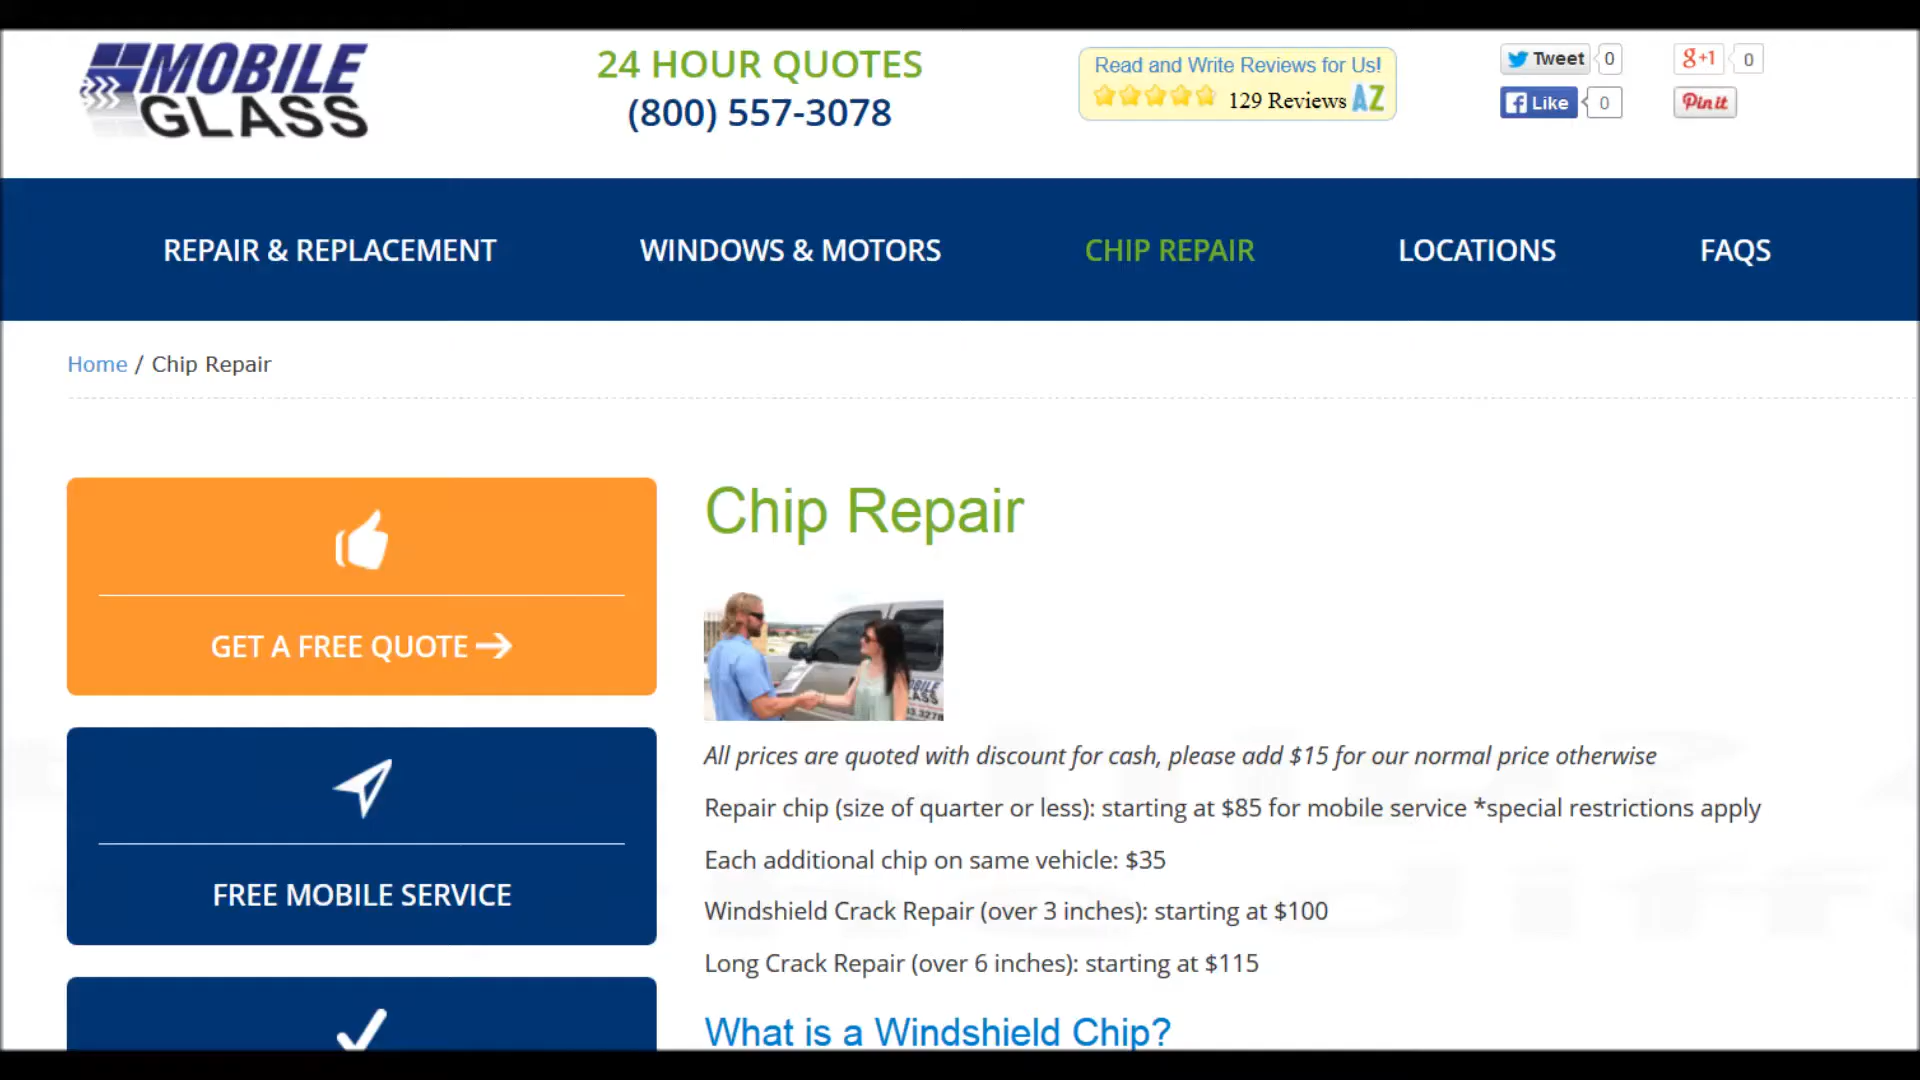 MOBILE
GLASS
24 HOUR QUOTES
(800) 557-3078
Read and Write Reviews for Us!
129 Reviews AZ
Tweet 0
Like 0
g+1 0
Pin it
REPAIR & REPLACEMENT
WINDOWS & MOTORS
CHIP REPAIR
LOCATIONS
FAQS
Home / Chip Repair
GET A FREE QUOTE
FREE MOBILE SERVICE
Chip Repair
All prices are quoted with discount for cash, please add $15 for our normal price otherwise
Repair chip (size of quarter or less): starting at $85 for mobile service *special restrictions apply
Each additional chip on same vehicle: $35
Windshield Crack Repair (over 3 inches): starting at $100
Long Crack Repair (over 6 inches): starting at $115
What is a Windshield Chip?